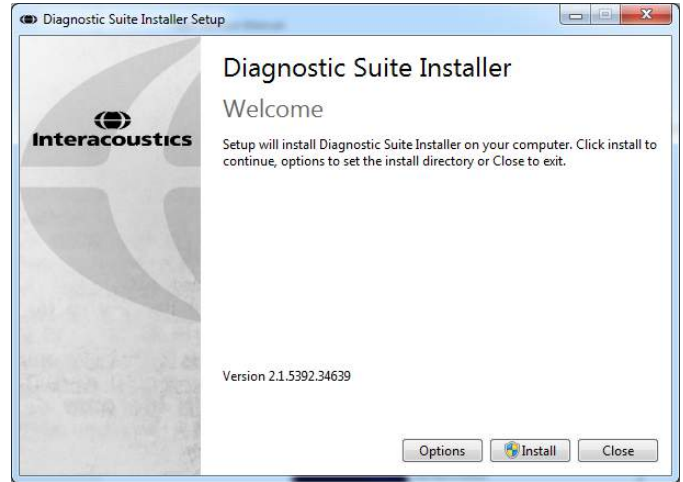 Diagnostic Suite Installer Setup
Diagnostic Suite Installer
Welcome
Interacoustics
Setup will install Diagnostic Suite Installer on your computer. Click install to
continue, options to set the install directory or Close to exit.
Version 2.1.5392.34639
Options
Install
Close